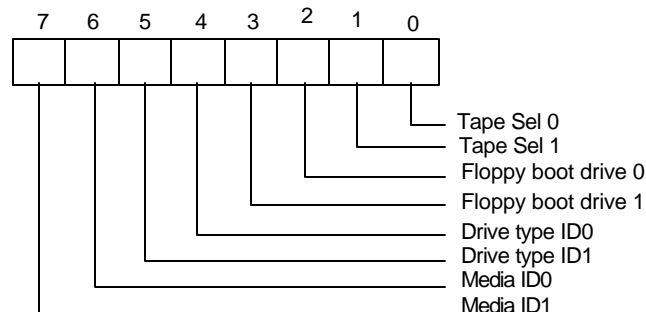 7 6 5 4 3 2 1 0
Tape Sel 0
Tape Sel 1
Floppy boot drive 0
Floppy boot drive 1
Drive type ID0
Drive type ID1
Media ID0
Media ID1